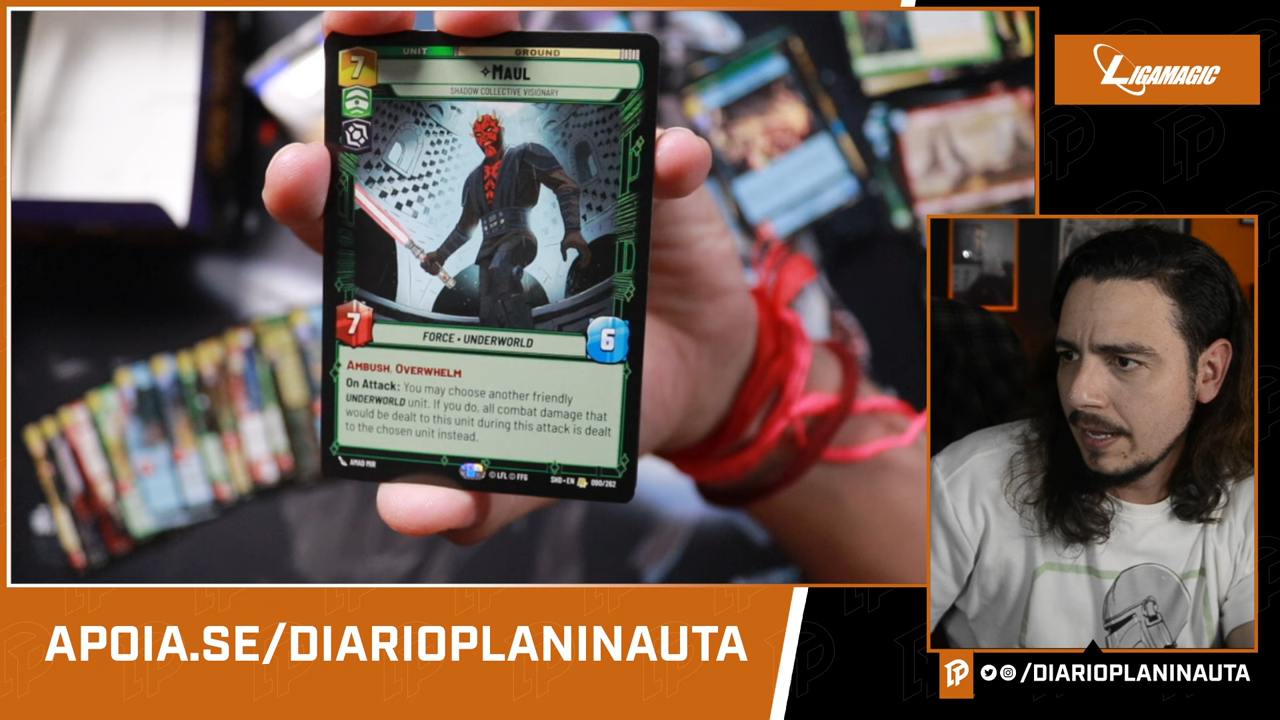 LIGAMAGIC
UNIT
GROUND
7
MAUL
SHADOW COLLECTIVE VISIONARY
7
6
FORCE • UNDERWORLD
AMBUSH, OVERWHELM
On Attack: You may choose another friendly
UNDERWORLD unit. If you do, all combat damage that
would be dealt to this unit during this attack is dealt
to the chosen unit instead.
AMAD MIR
© LFL © FFG
SHD • EN
090/262
APOIA.SE/DIARIOPLANINAUTA
/DIARIOPLANINAUTA